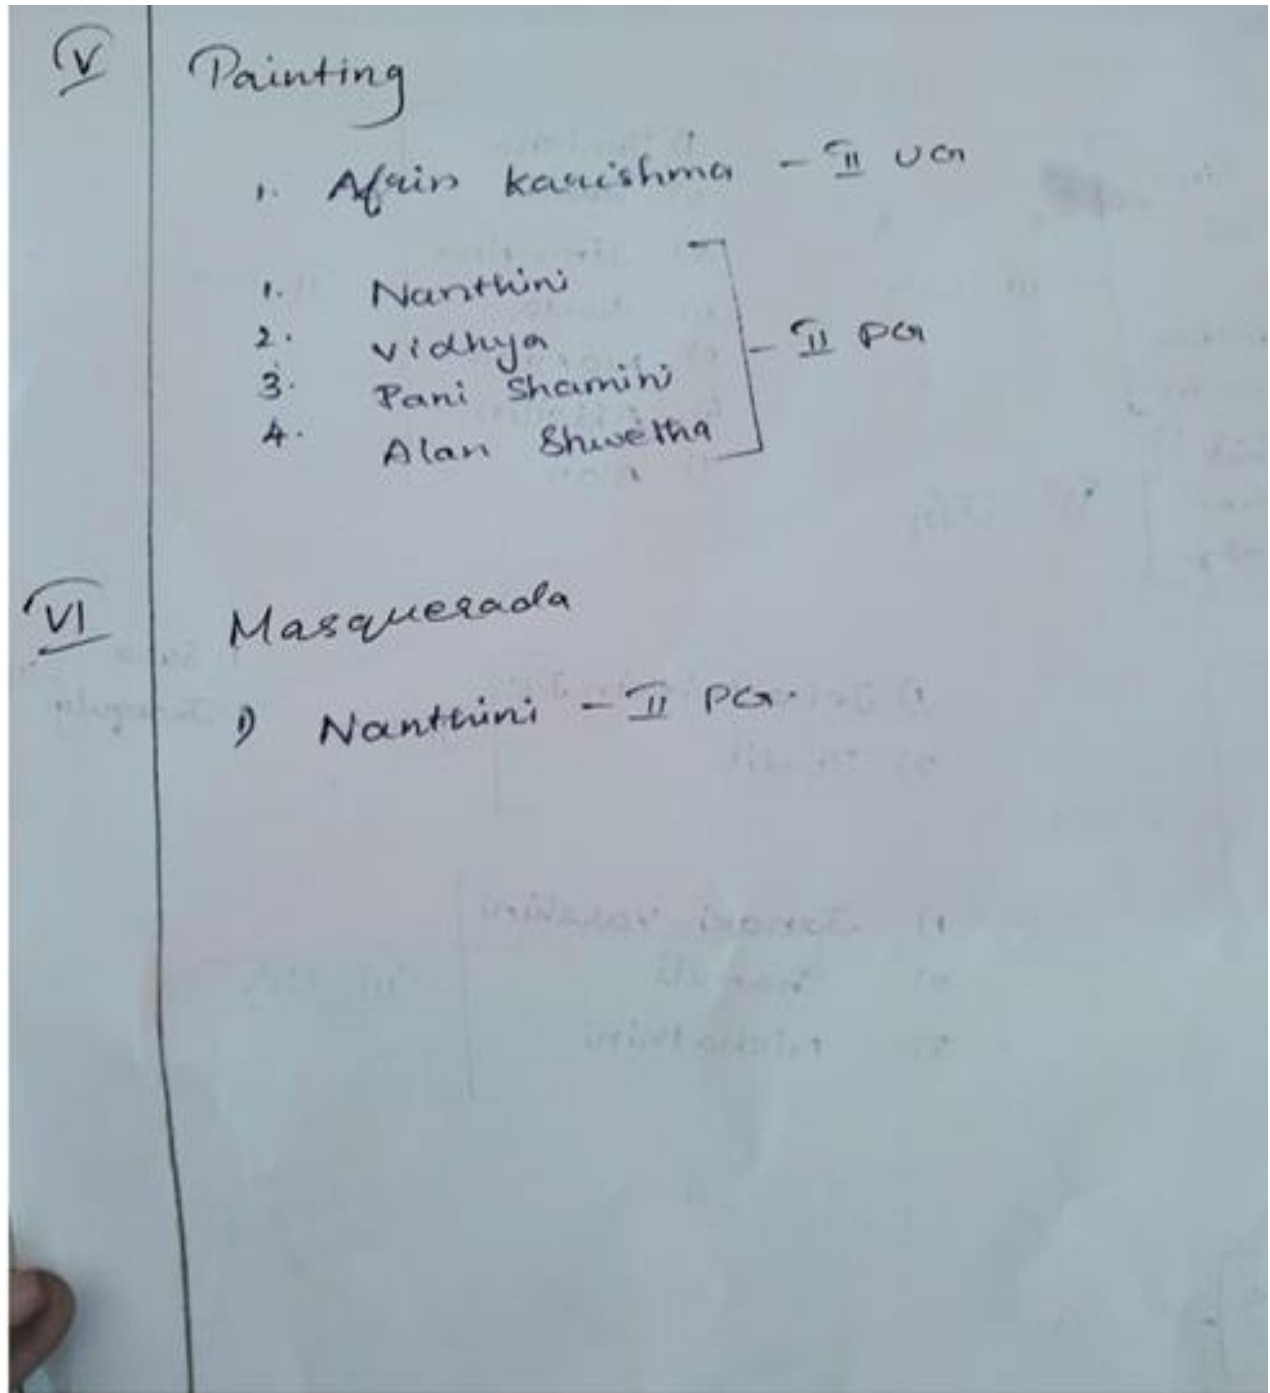 V Painting
1. Afrin Karishma - II UG
1. Nanthini
2. Vidhya
3. Pani Shamini - II PG
4. Alan Shwetha
VI Masquerada
1) Nanthini - II PG.